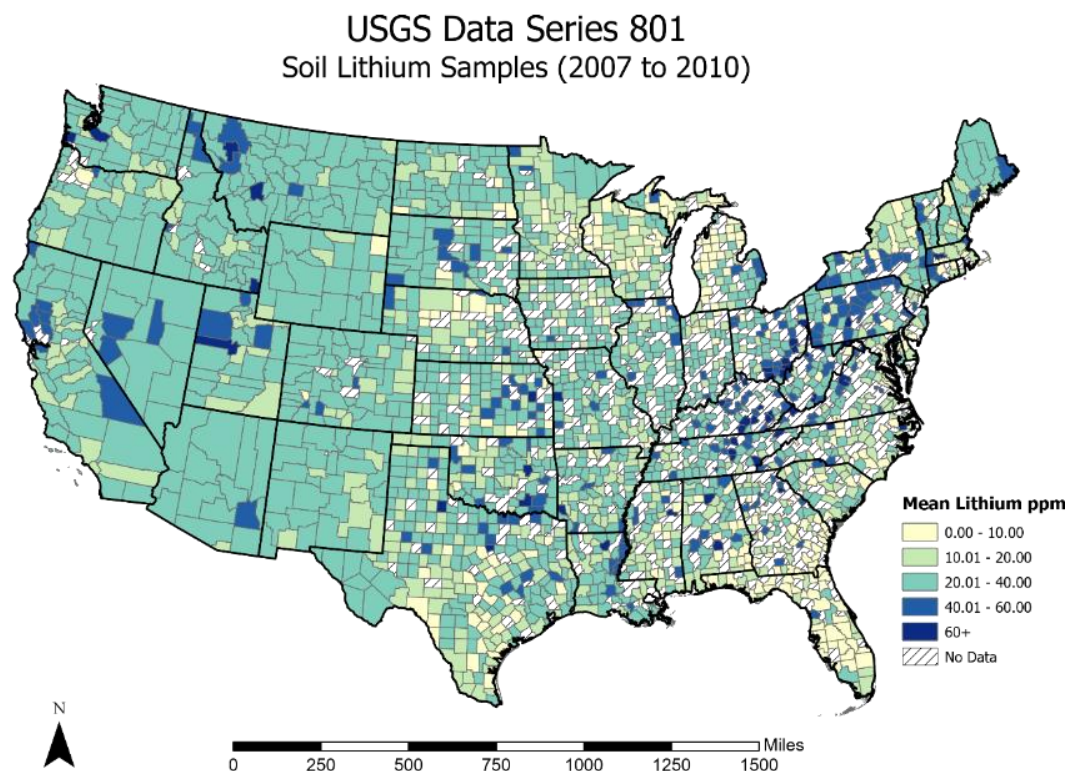 USGS Data Series 801
Soil Lithium Samples (2007 to 2010)
Mean Lithium ppm
0.00 - 10.00
10.01 - 20.00
20.01 - 40.00
40.01 - 60.00
60+
No Data
N
Miles
0 250 500 750 1000 1250 1500